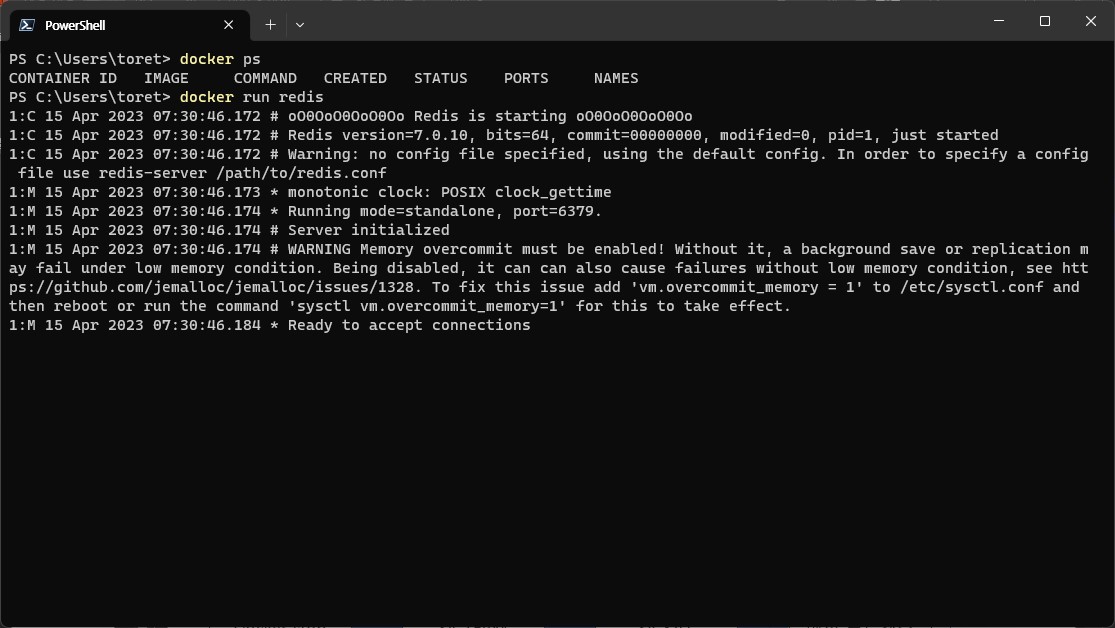 PowerShell
PS C:\Users\toret> docker ps
CONTAINER ID   IMAGE     COMMAND   CREATED   STATUS    PORTS     NAMES
PS C:\Users\toret> docker run redis
1:C 15 Apr 2023 07:30:46.172 # oO0OoO0OoO0Oo Redis is starting oO0OoO0OoO0Oo
1:C 15 Apr 2023 07:30:46.172 # Redis version=7.0.10, bits=64, commit=00000000, modified=0, pid=1, just started
1:C 15 Apr 2023 07:30:46.172 # Warning: no config file specified, using the default config. In order to specify a config
 file use redis-server /path/to/redis.conf
1:M 15 Apr 2023 07:30:46.173 * monotonic clock: POSIX clock_gettime
1:M 15 Apr 2023 07:30:46.174 * Running mode=standalone, port=6379.
1:M 15 Apr 2023 07:30:46.174 # Server initialized
1:M 15 Apr 2023 07:30:46.174 # WARNING Memory overcommit must be enabled! Without it, a background save or replication m
ay fail under low memory condition. Being disabled, it can can also cause failures without low memory condition, see htt
ps://github.com/jemalloc/jemalloc/issues/1328. To fix this issue add 'vm.overcommit_memory = 1' to /etc/sysctl.conf and
then reboot or run the command 'sysctl vm.overcommit_memory=1' for this to take effect.
1:M 15 Apr 2023 07:30:46.184 * Ready to accept connections